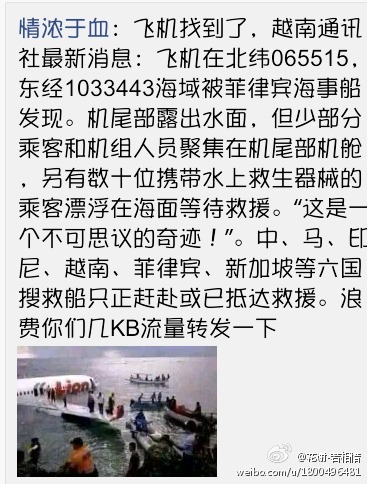 情浓于血：飞机找到了，越南通讯
社最新消息：飞机在北纬065515，
东经1033443海域被菲律宾海事船
发现。机尾部露出水面，但少部分
乘客和机组人员聚集在机尾部机舱
，另有数十位携带水上救生器械的
乘客漂浮在海面等待救援。“这是一
个不可思议的奇迹！”。中、马、印
尼、越南、菲律宾、新加坡等六国
搜救船只正赶赴或已抵达救援。浪
费你们几KB流量转发一下
lion
weibo.com/u/1800496481